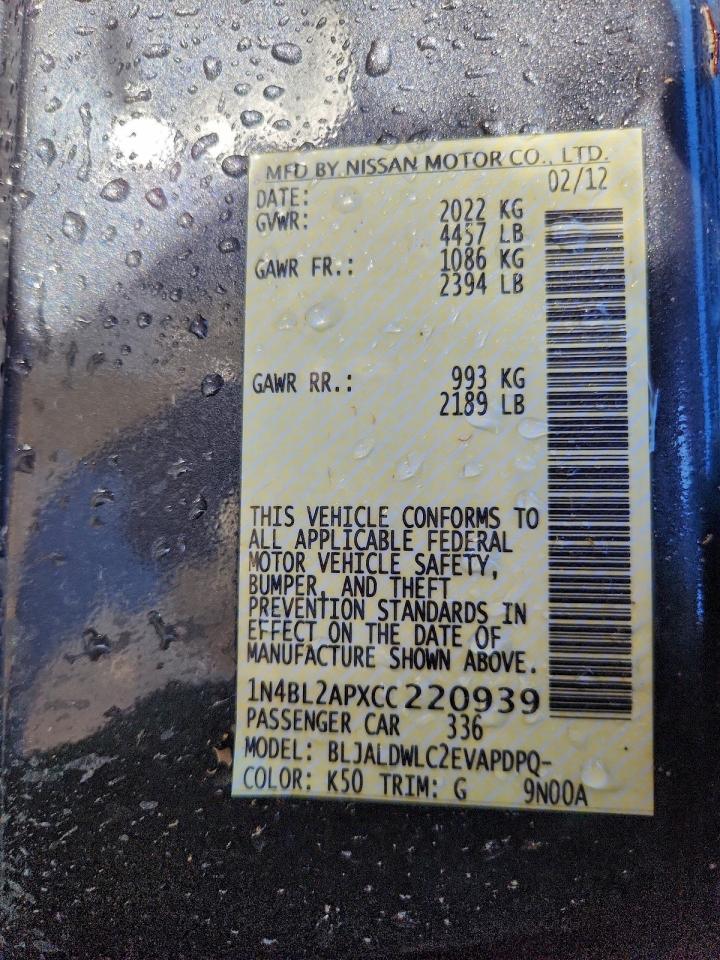 MFD BY NISSAN MOTOR CO., LTD.
DATE: 02/12
GVWR: 2022 KG
4457 LB
GAWR FR.: 1086 KG
2394 LB
GAWR RR.: 993 KG
2189 LB
THIS VEHICLE CONFORMS TO
ALL APPLICABLE FEDERAL
MOTOR VEHICLE SAFETY,
BUMPER, AND THEFT
PREVENTION STANDARDS IN
EFFECT ON THE DATE OF
MANUFACTURE SHOWN ABOVE.
1N4BL2APXCC220939
PASSENGER CAR 336
MODEL: BLJALDWLC2EVAPDPQ-
COLOR: K50 TRIM: G 9N00A